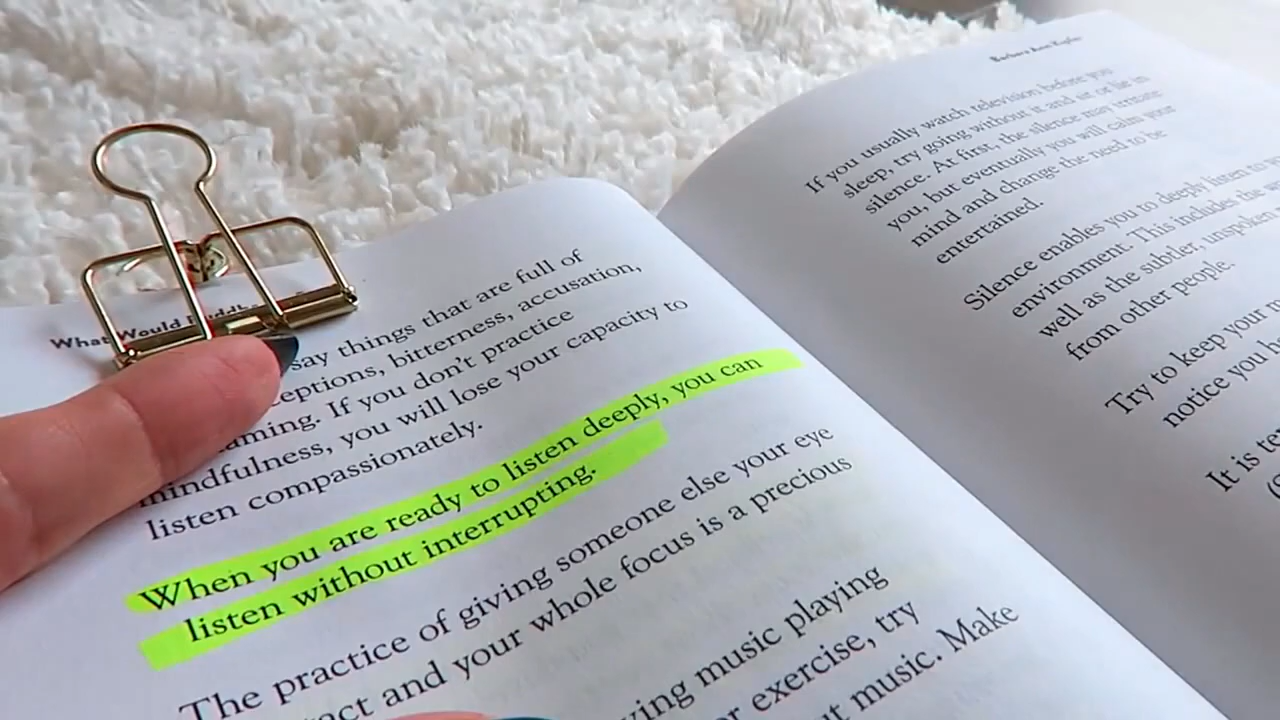 What Would Buddha
say things that are full of
ceptions, bitterness, accusation,
aming. If you don't practice
mindfulness, you will lose your capacity to
listen compassionately.
When you are ready to listen deeply, you can
listen without interrupting.
The practice of giving someone else your eye
act and your whole focus is a precious
ving music playing
or exercise, try
ut music. Make
Barbara Ann Kipfer
If you usually watch television before you
sleep, try going without it and sit or lie in
silence. At first, the silence may irritate
you, but eventually you will calm your
mind and change the need to be
entertained.
Silence enables you to deeply listen to
environment. This includes the
well as the subtler, unspoken
from other people.
Try to keep your
notice you
It is